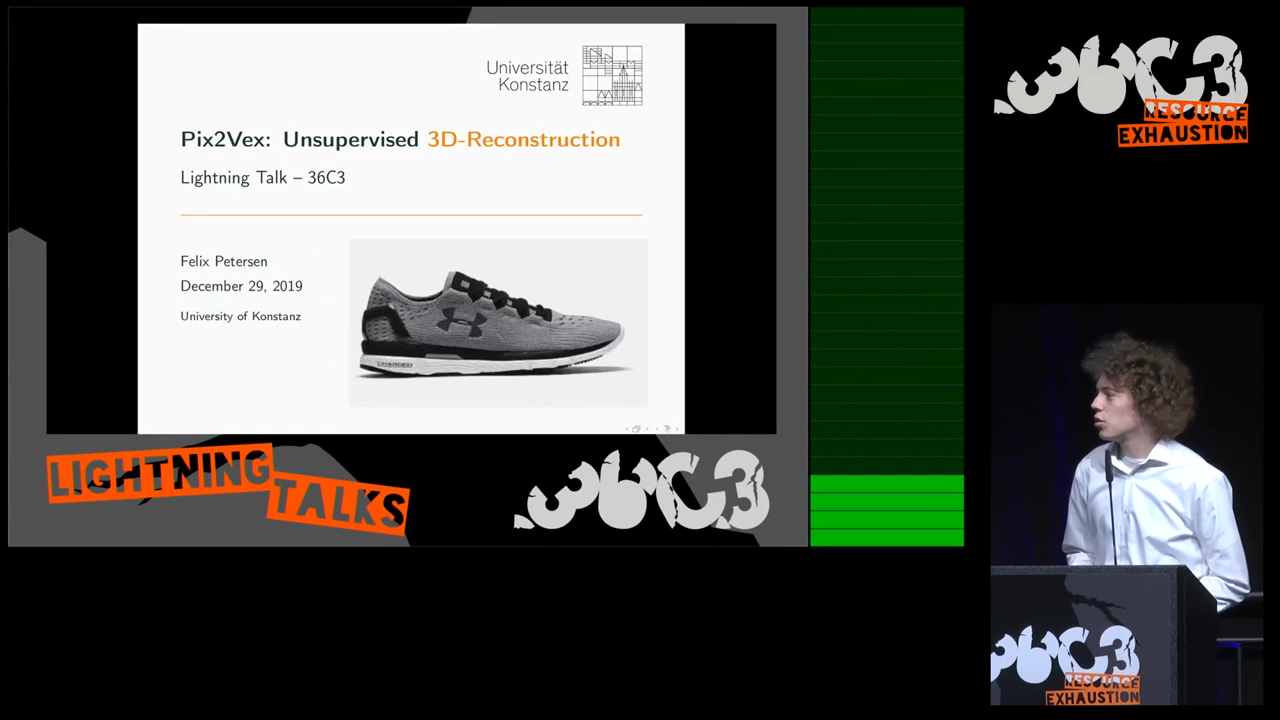 Universität
Konstanz
Pix2Vex: Unsupervised 3D-Reconstruction
Lightning Talk – 36C3
Felix Petersen
December 29, 2019
University of Konstanz
CHARGED
LIGHTNING
TALKS
36C3
36C3
RESOURCE
EXHAUSTION
36C3
RESOURCE
EXHAUSTION